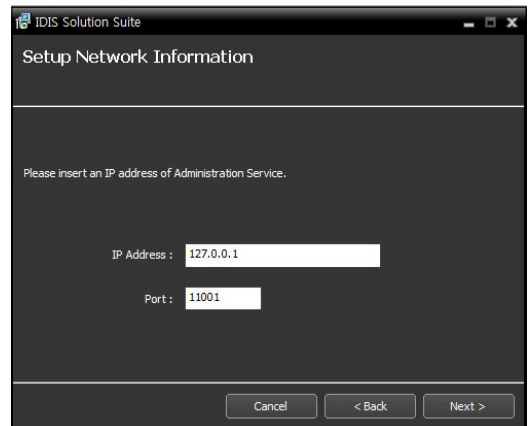 IDIS Solution Suite
Setup Network Information
Please insert an IP address of Administration Service.
IP Address : 127.0.0.1
Port : 11001
Cancel < Back Next >